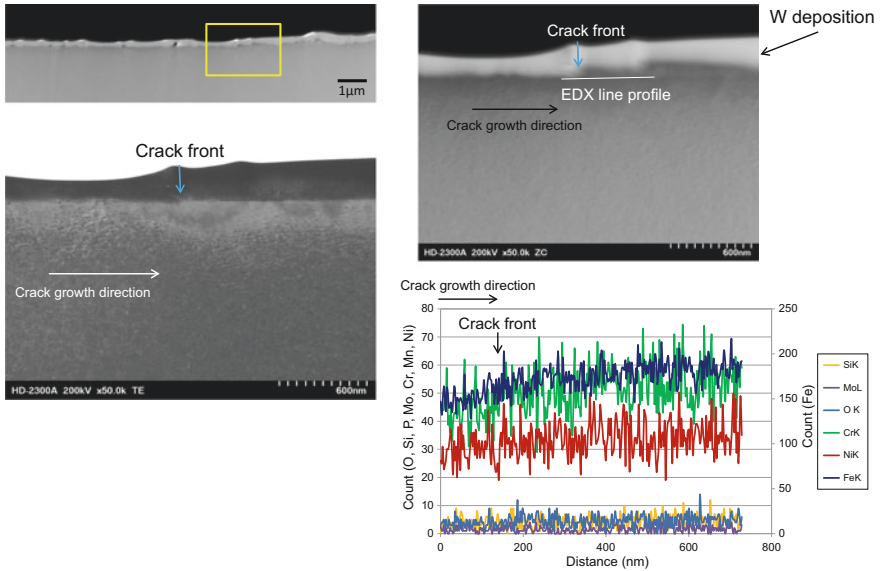 1μm
W deposition
Crack front
EDX line profile
Crack growth direction
HD-2300A 200kV x50.0k ZC
600nm
Crack front
Crack growth direction
HD-2300A 200kV x50.0k TE
600nm
Crack growth direction
Crack front
Count (O, Si, P, Mo, Cr, Mn, Ni)
80
70
60
50
40
30
20
10
0
250
200
150
100
50
0
Count (Fe)
0 200 400 600 800
Distance (nm)
SiK
MoL
O K
CrK
NiK
FeK